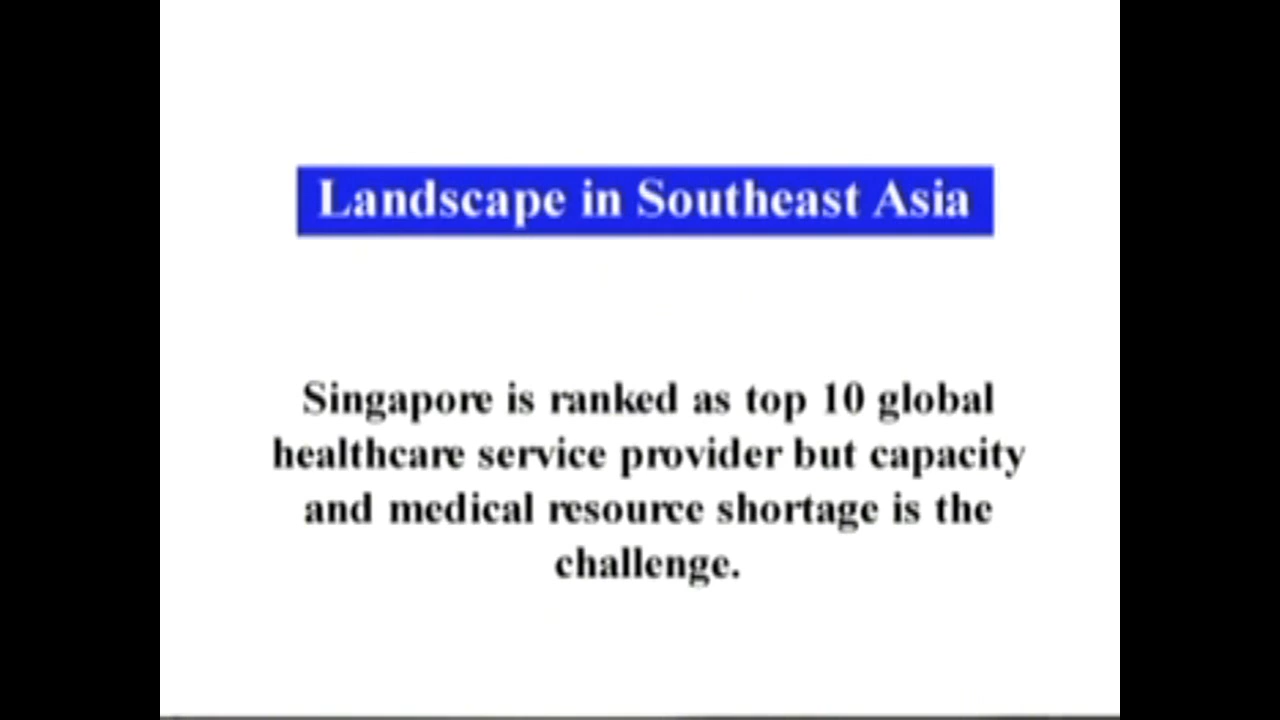 Landscape in Southeast Asia
Singapore is ranked as top 10 global
healthcare service provider but capacity
and medical resource shortage is the
challenge.